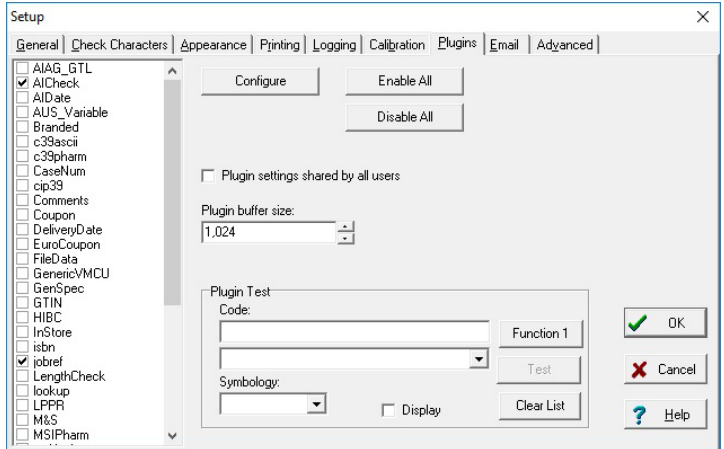 Setup
General
Check Characters
Appearance
Printing
Logging
Calibration
Plugins
Email
Advanced
AIAG_GTL
AICheck
AIDate
AUS_Variable
Branded
c39ascii
c39pharm
CaseNum
cip39
Comments
Coupon
DeliveryDate
EuroCoupon
FileData
GenericVMCU
GenSpec
GTIN
HIBC
InStore
isbn
jobref
LengthCheck
lookup
LPPR
M&S
MSIPharm
Configure
Enable All
Disable All
Plugin settings shared by all users
Plugin buffer size:
1,024
Plugin Test
Code:
Function 1
Test
Symbology:
Display
Clear List
OK
Cancel
Help